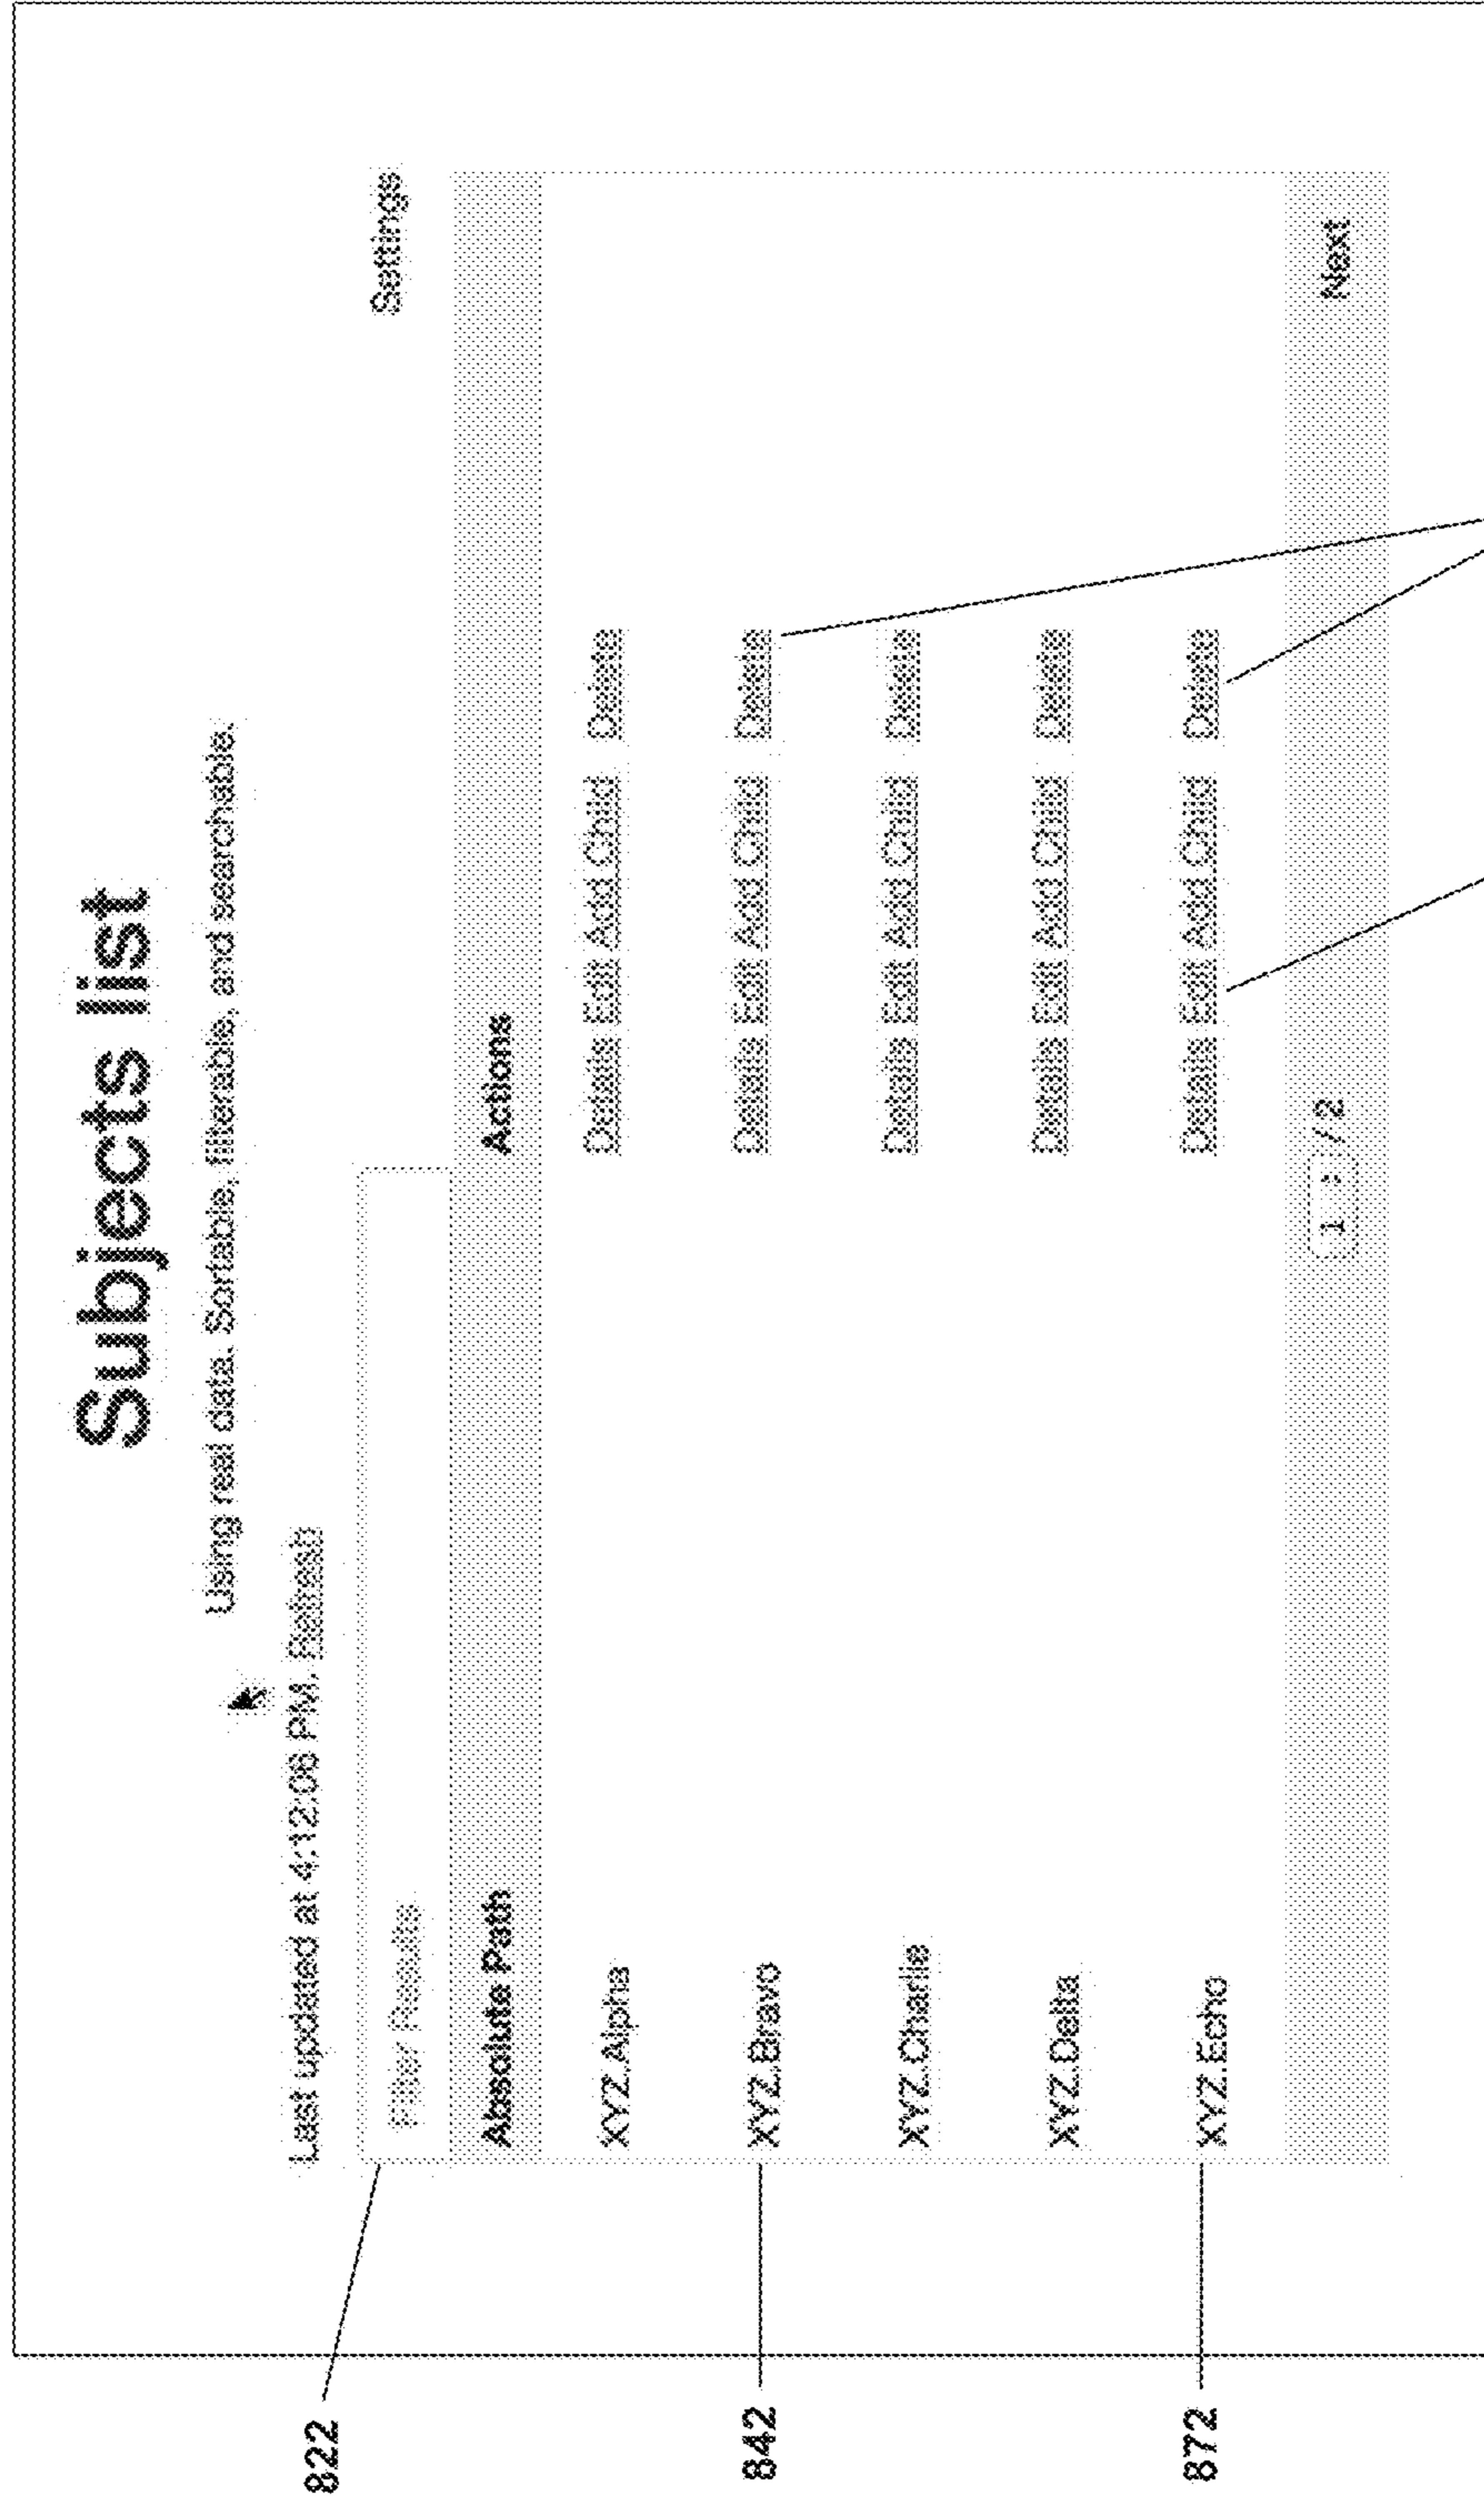 Subjects list
Using real data. Sortable, filterable, and searchable.
Last updated at 4:12:06 PM. Refresh
822
Filter Results
Settings
Absolute Path Actions
XYZ.Alpha Details Edit Add Child Delete
842 XYZ.Bravo Details Edit Add Child Delete
XYZ.Charlie Details Edit Add Child Delete
XYZ.Delta Details Edit Add Child Delete
872 XYZ.Echo Details Edit Add Child Delete
1 / 2 Next